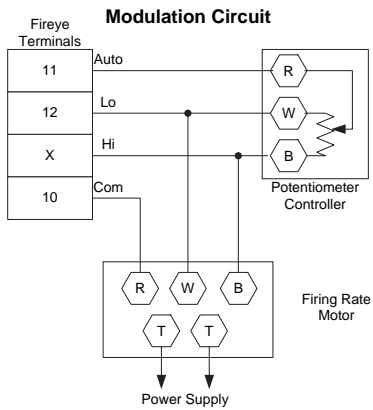 Modulation Circuit
Fireye
Terminals
11
Auto
R
12
Lo
W
X
Hi
B
10
Com
Potentiometer
Controller
R
W
B
T
T
Firing Rate
Motor
Power Supply